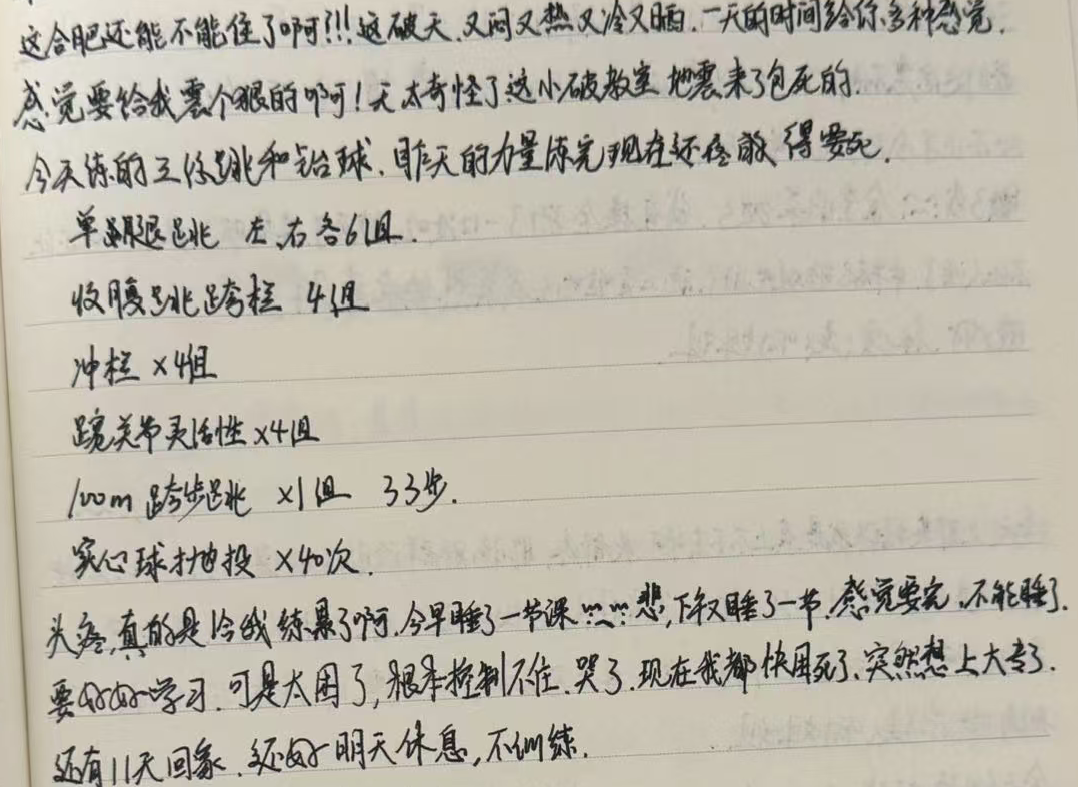 这合肥还能不能住了啊!!!这破天,又闷又热又冷又晒,一天的时间给你多种感觉.
感觉要给我震个狠的啊!天太奇怪了这小破教室地震来了包死的.
今天练的三级跳和铅球.昨天的力量练完现在还疼酸得要死.
单腿跳 左,右各6组.
收腹跳跨栏 4组
冲栏 ×4组
踝关节灵活性 ×4组
100m 跨步跳 ×1组 33步.
实心球抛投 ×40次.
头疼,真的是给我练暴了啊,今早睡了一节课 悲,下午又睡了一节,感觉要完,不能睡了.
要好好学习.可是太困了,根本控制不住.哭了.现在我都快困死了,突然想上大专了.
还有11天回家.还好明天休息,不训练.